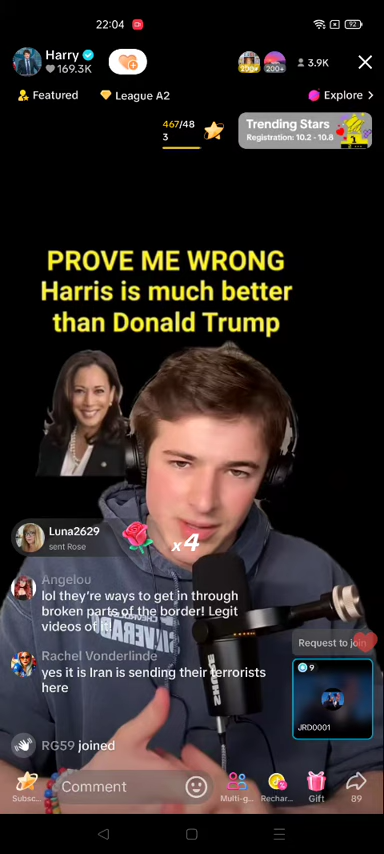 22:04
92
Harry
169.3K
200+
3.9K
Featured
League A2
Explore
467/48
3
Trending Stars
Registration: 10.2 - 10.8
PROVE ME WRONG
Harris is much better
than Donald Trump
Luna2629
sent Rose
x4
Angelou
lol they're ways to get in through
broken parts of the border! Legit
videos of it!
Rachel Vonderlinde
yes it is Iran is sending their terrorists
here
Request to join
9
JRD0001
SHURE
RG59 joined
Comment
Subsc...
Multi-g...
Rechar...
Gift
89